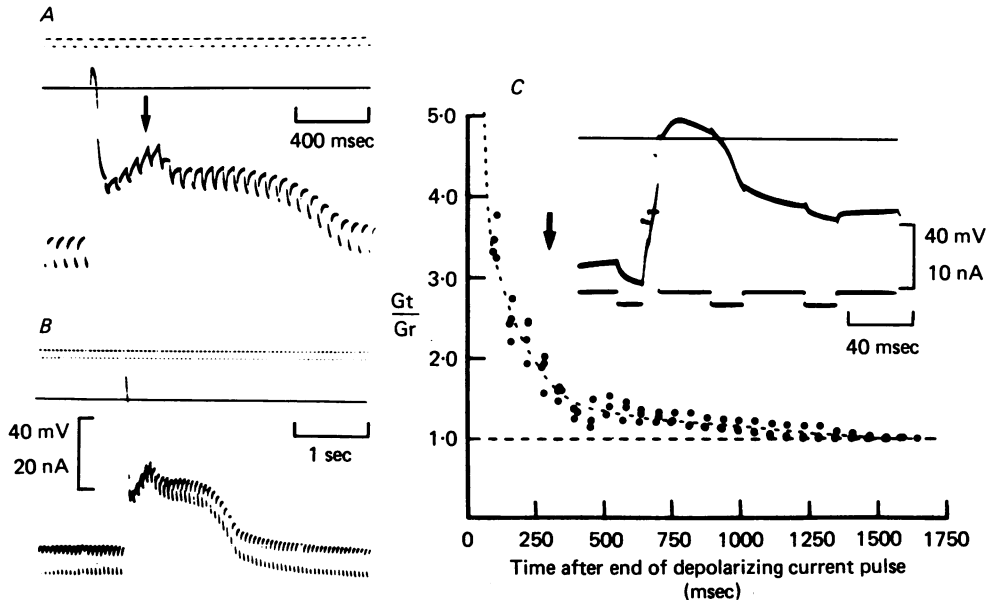 A
400 msec
B
40 mV
20 nA
1 sec
C
5·0
4·0
3·0
2·0
1·0
Gt
Gr
40 mV
10 nA
40 msec
0 250 500 750 1000 1250 1500 1750
Time after end of depolarizing current pulse
(msec)